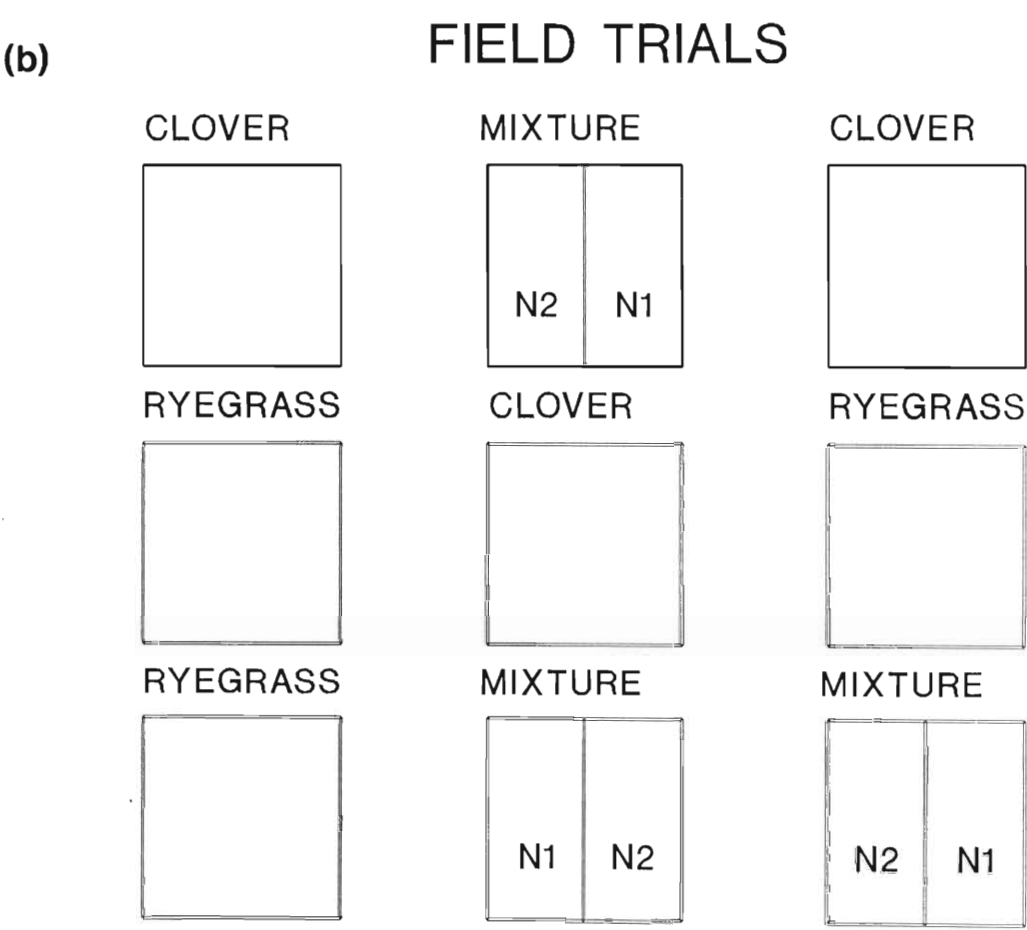 (b)
FIELD TRIALS
CLOVER MIXTURE CLOVER
N2 N1
RYEGRASS CLOVER RYEGRASS
RYEGRASS MIXTURE MIXTURE
N1 N2 N2 N1